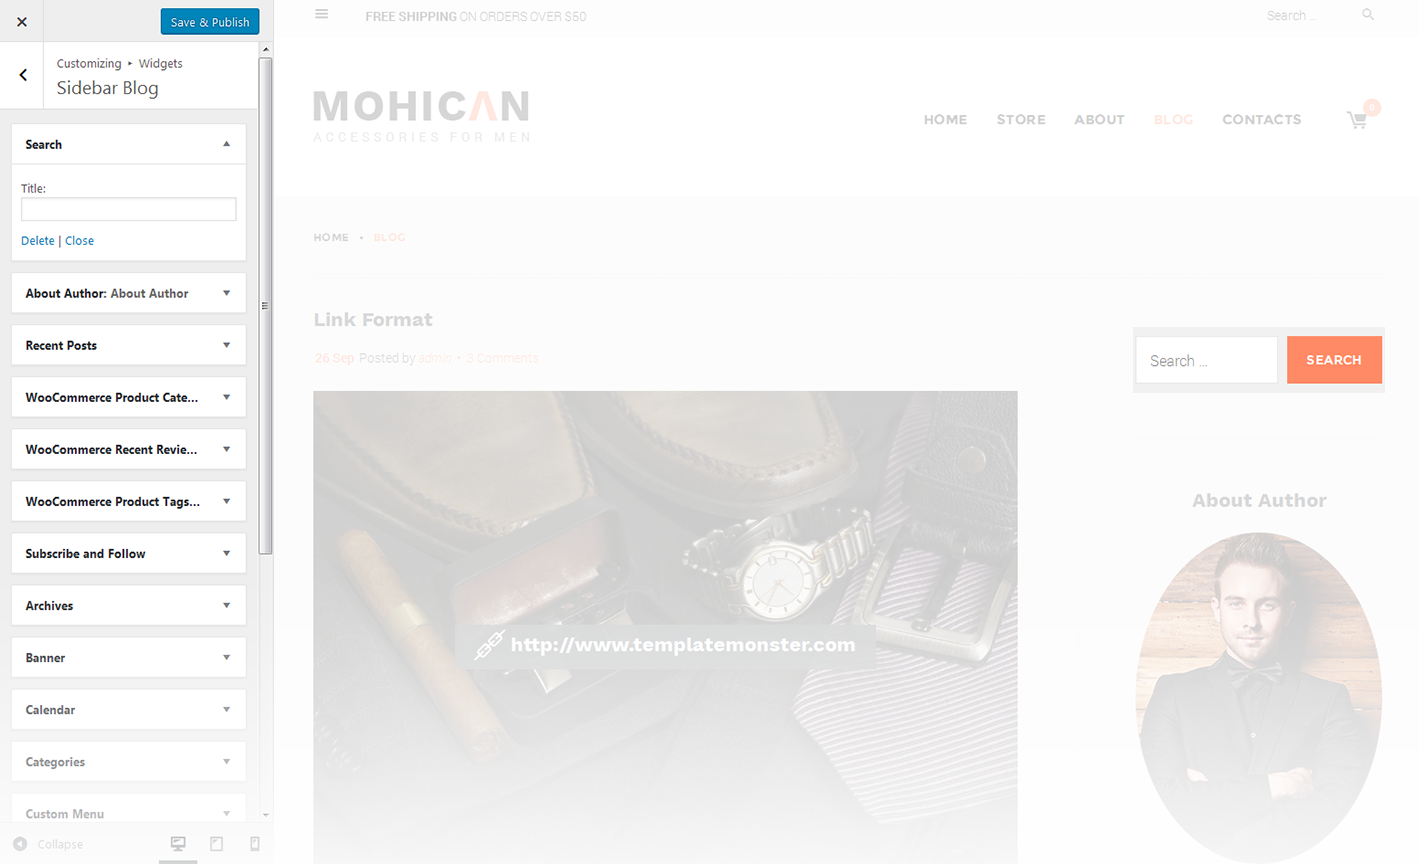 Save & Publish
Customizing ▸ Widgets
Sidebar Blog
Search
Title:
Delete | Close
About Author: About Author
Recent Posts
WooCommerce Product Cate...
WooCommerce Recent Revie...
WooCommerce Product Tags...
Subscribe and Follow
Archives
Banner
Calendar
Categories
Custom Menu
Collapse
FREE SHIPPING ON ORDERS OVER $50
Search ...
MOHICAN
ACCESSORIES FOR MEN
HOME STORE ABOUT BLOG CONTACTS
0
HOME • BLOG
Link Format
26 Sep Posted by admin • 3 Comments
http://www.templatemonster.com
Search ...
SEARCH
About Author